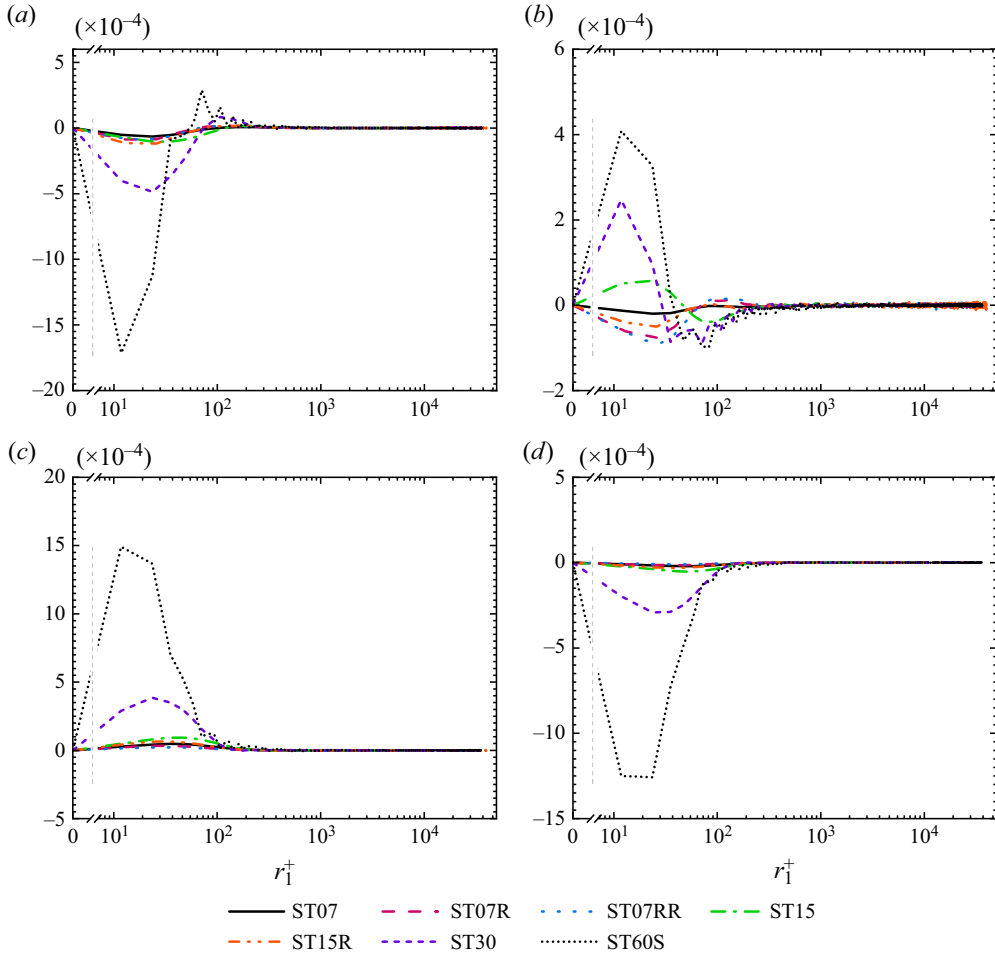 (a) (×10⁻⁴) (b) (×10⁻⁴)
5 6
0 4
−5 2
−10 0
−15 −2
−20
0 10¹ 10² 10³ 10⁴ 0 10¹ 10² 10³ 10⁴
(c) (×10⁻⁴) (d) (×10⁻⁴)
20 5
15 0
10 −5
5 −10
0 −15
−5
0 10¹ 10² 10³ 10⁴ 0 10¹ 10² 10³ 10⁴
r₁⁺ r₁⁺
ST07 ST07R ST07RR ST15
ST15R ST30 ST60S